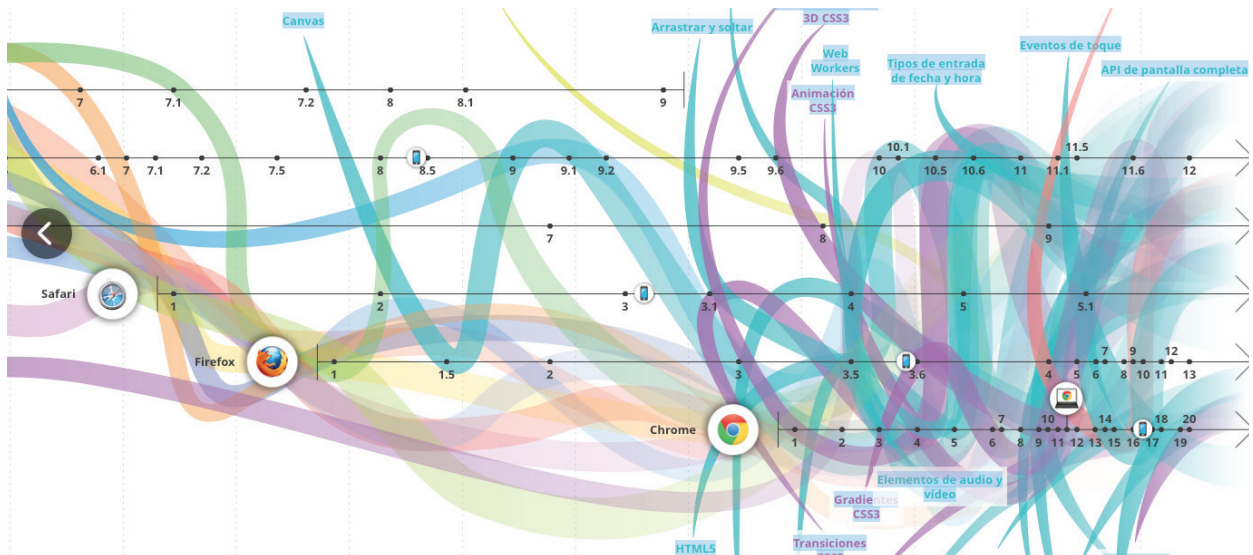 Canvas
Arrastrar y soltar
3D CSS3
Web
Workers
Animación
CSS3
Tipos de entrada
de fecha y hora
Eventos de toque
API de pantalla completa
7 7.1 7.2 8 8.1 9
10.1 11.5
6.1 7 7.1 7.2 7.5 8 8.5 9 9.1 9.2 9.5 9.6 10 10.5 10.6 11 11.1 11.6 12
7 8 9
Safari
1 2 3 3.1 4 5 5.1
Firefox
7 9 12
1 1.5 2 3 3.5 3.6 4 5 6 8 10 11 13
Chrome
7 10 14 18 20
1 2 3 4 5 6 8 9 11 12 13 15 16 17 19
Elementos de audio y
vídeo
Gradientes
CSS3
HTML5
Transiciones